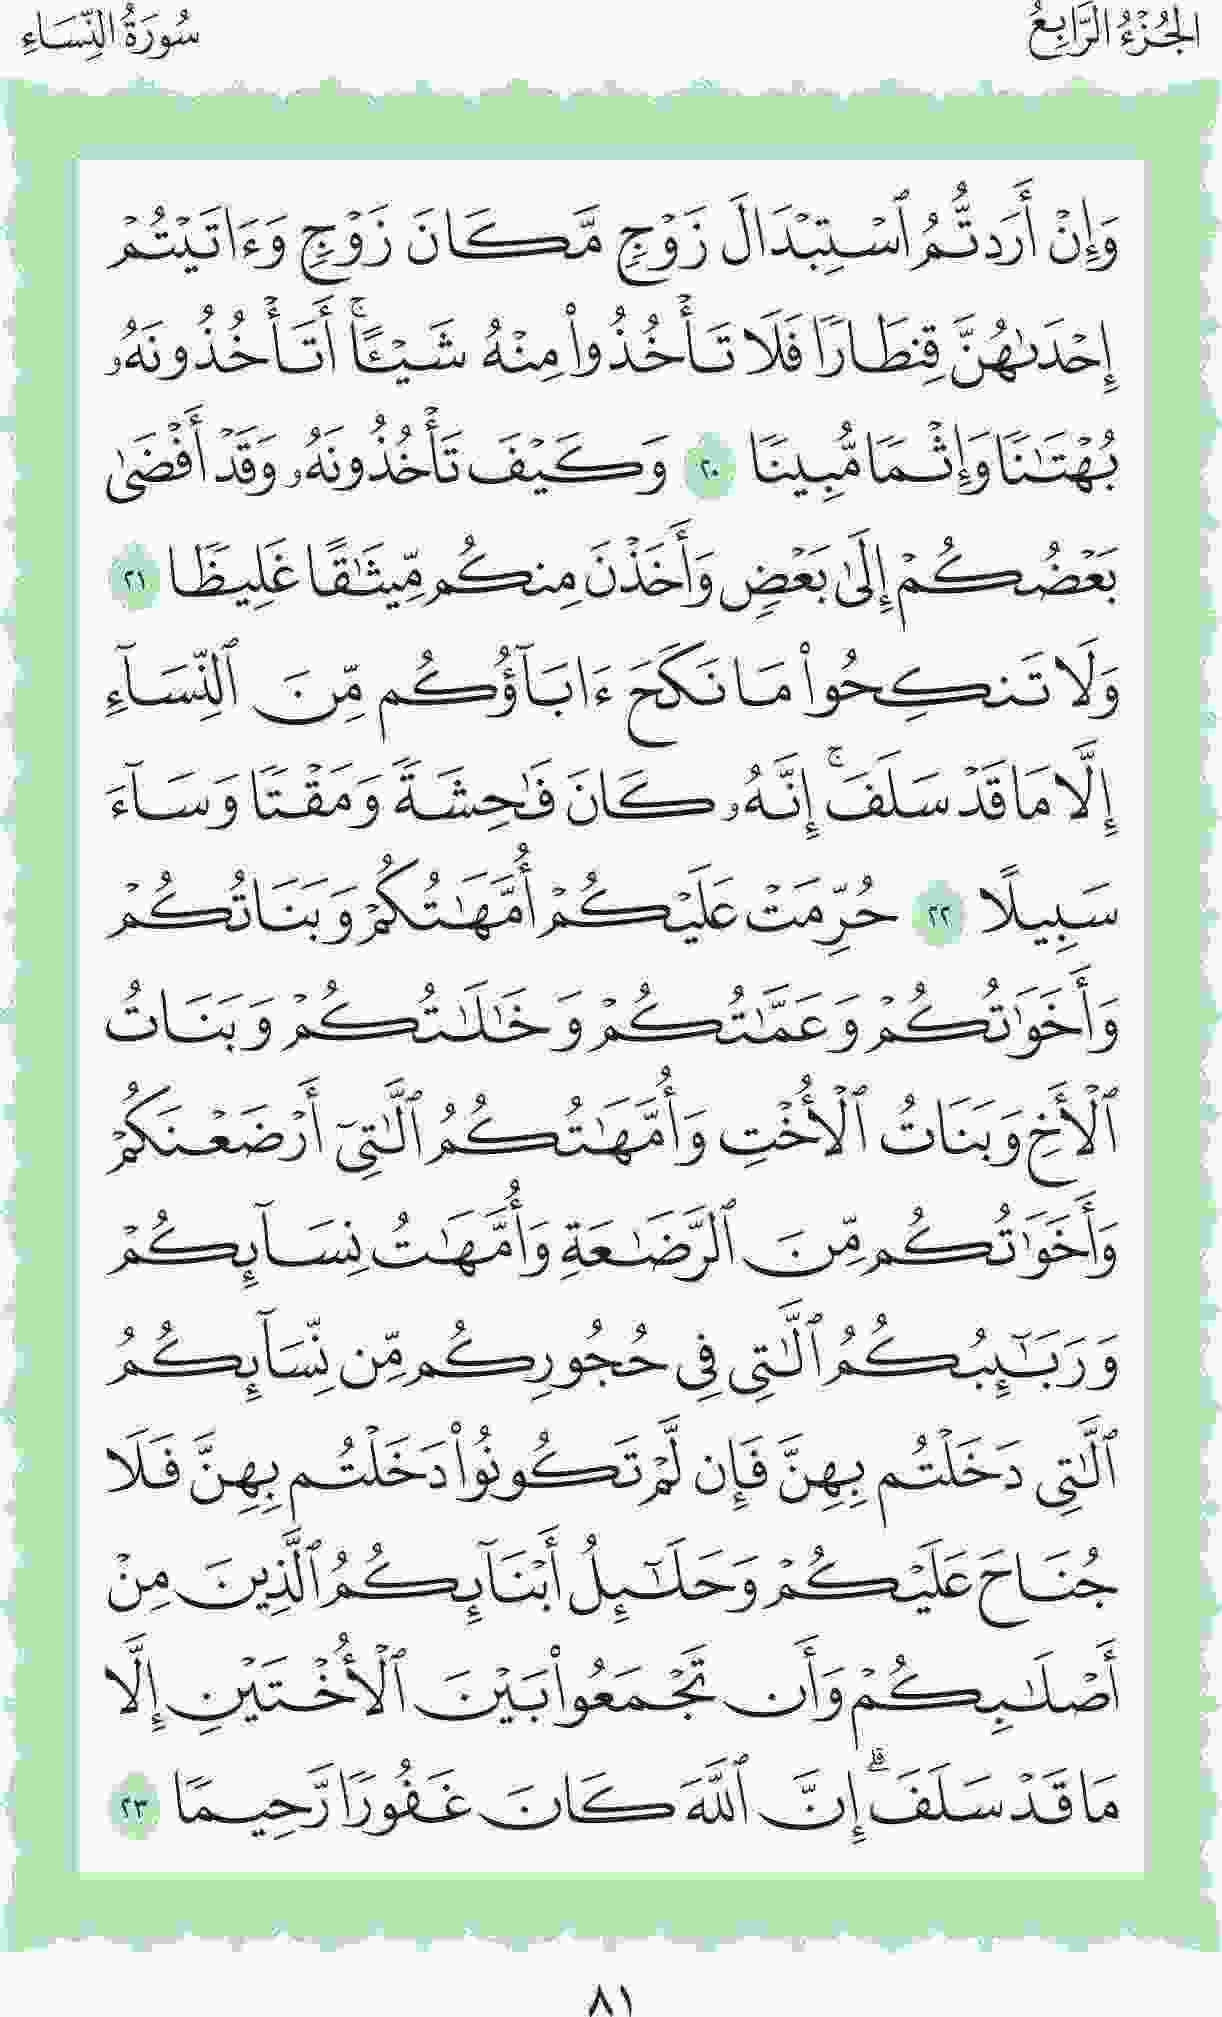 الجُزْءُ الرَّابِعُ
سُورَةُ النِّسَاءِ
وَإِنْ أَرَدتُّمُ ٱسْتِبْدَالَ زَوْجٍ مَّكَانَ زَوْجٍ وَءَاتَيْتُمْ
إِحْدَىٰهُنَّ قِنطَارًا فَلَا تَأْخُذُوا۟ مِنْهُ شَيْـًٔا ۚ أَتَأْخُذُونَهُۥ
بُهْتَـٰنًا وَإِثْمًا مُّبِينًا ٢٠ وَكَيْفَ تَأْخُذُونَهُۥ وَقَدْ أَفْضَىٰ
بَعْضُكُمْ إِلَىٰ بَعْضٍ وَأَخَذْنَ مِنكُم مِّيثَـٰقًا غَلِيظًا ٢١
وَلَا تَنكِحُوا۟ مَا نَكَحَ ءَابَآؤُكُم مِّنَ ٱلنِّسَآءِ
إِلَّا مَا قَدْ سَلَفَ ۚ إِنَّهُۥ كَانَ فَـٰحِشَةً وَمَقْتًا وَسَآءَ
سَبِيلًا ٢٢ حُرِّمَتْ عَلَيْكُمْ أُمَّهَـٰتُكُمْ وَبَنَاتُكُمْ
وَأَخَوَٰتُكُمْ وَعَمَّـٰتُكُمْ وَخَـٰلَـٰتُكُمْ وَبَنَاتُ
ٱلْأَخِ وَبَنَاتُ ٱلْأُخْتِ وَأُمَّهَـٰتُكُمُ ٱلَّـٰتِىٓ أَرْضَعْنَكُمْ
وَأَخَوَٰتُكُم مِّنَ ٱلرَّضَـٰعَةِ وَأُمَّهَـٰتُ نِسَآئِكُمْ
وَرَبَـٰٓئِبُكُمُ ٱلَّـٰتِى فِى حُجُورِكُم مِّن نِّسَآئِكُمُ
ٱلَّـٰتِى دَخَلْتُم بِهِنَّ فَإِن لَّمْ تَكُونُوا۟ دَخَلْتُم بِهِنَّ فَلَا
جُنَاحَ عَلَيْكُمْ وَحَلَـٰٓئِلُ أَبْنَآئِكُمُ ٱلَّذِينَ مِنْ
أَصْلَـٰبِكُمْ وَأَن تَجْمَعُوا۟ بَيْنَ ٱلْأُخْتَيْنِ إِلَّا
مَا قَدْ سَلَفَ ۗ إِنَّ ٱللَّهَ كَانَ غَفُورًا رَّحِيمًا ٢٣
٨١